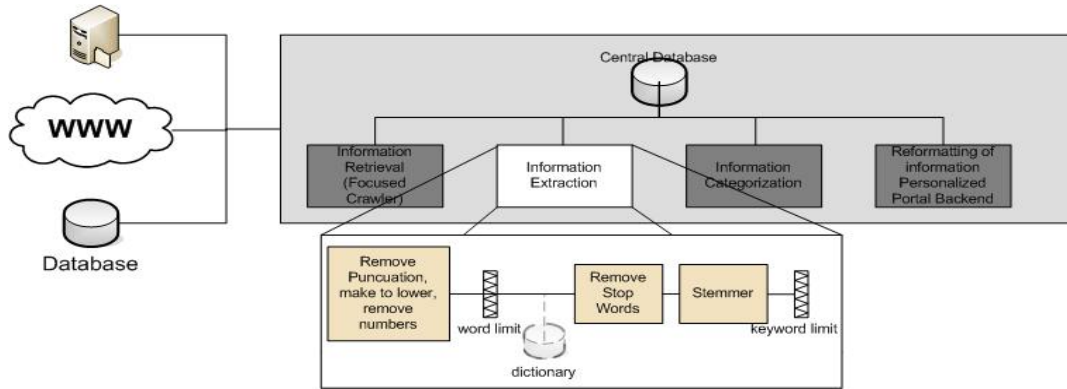 WWW
Database
Central Database
Information
Retrieval
(Focused
Crawler)
Information
Extraction
Information
Categorization
Reformatting of
information
Personalized
Portal Backend
Remove
Puncuation,
make to lower,
remove
numbers
word limit
dictionary
Remove
Stop
Words
Stemmer
keyword limit